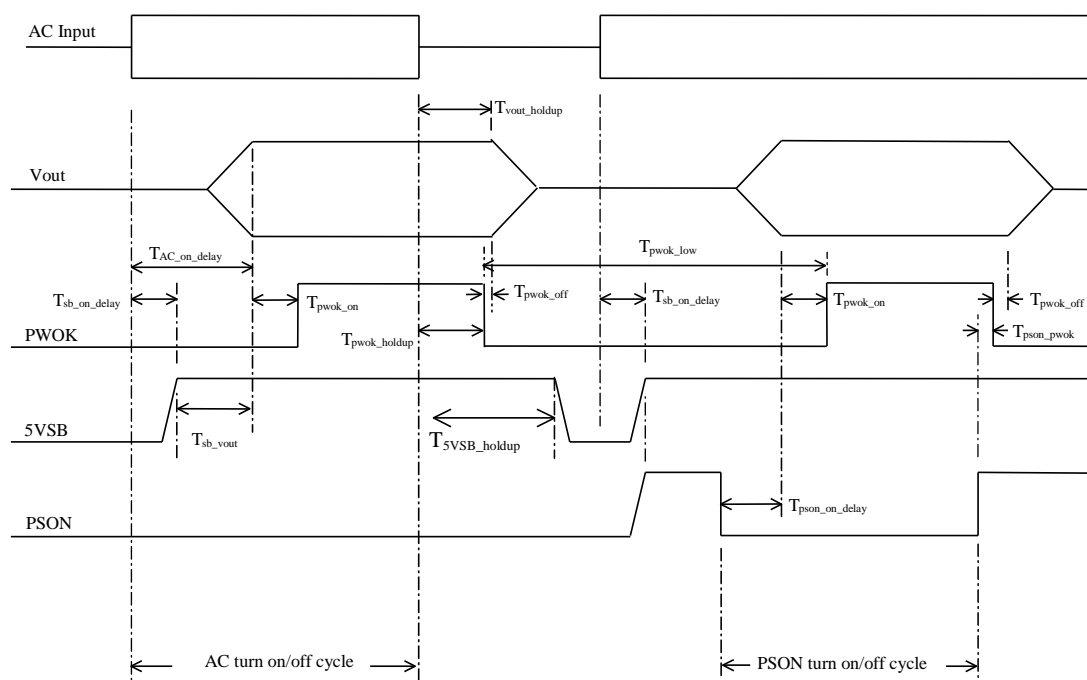 AC Input
Tvout_holdup
Vout
TAC_on_delay
Tpwok_low
Tsb_on_delay
Tpwok_on
Tpwok_off
Tsb_on_delay
Tpwok_on
Tpwok_off
PWOK
Tpwok_holdup
Tpson_pwok
5VSB
Tsb_vout
T5VSB_holdup
PSON
Tpson_on_delay
AC turn on/off cycle
PSON turn on/off cycle